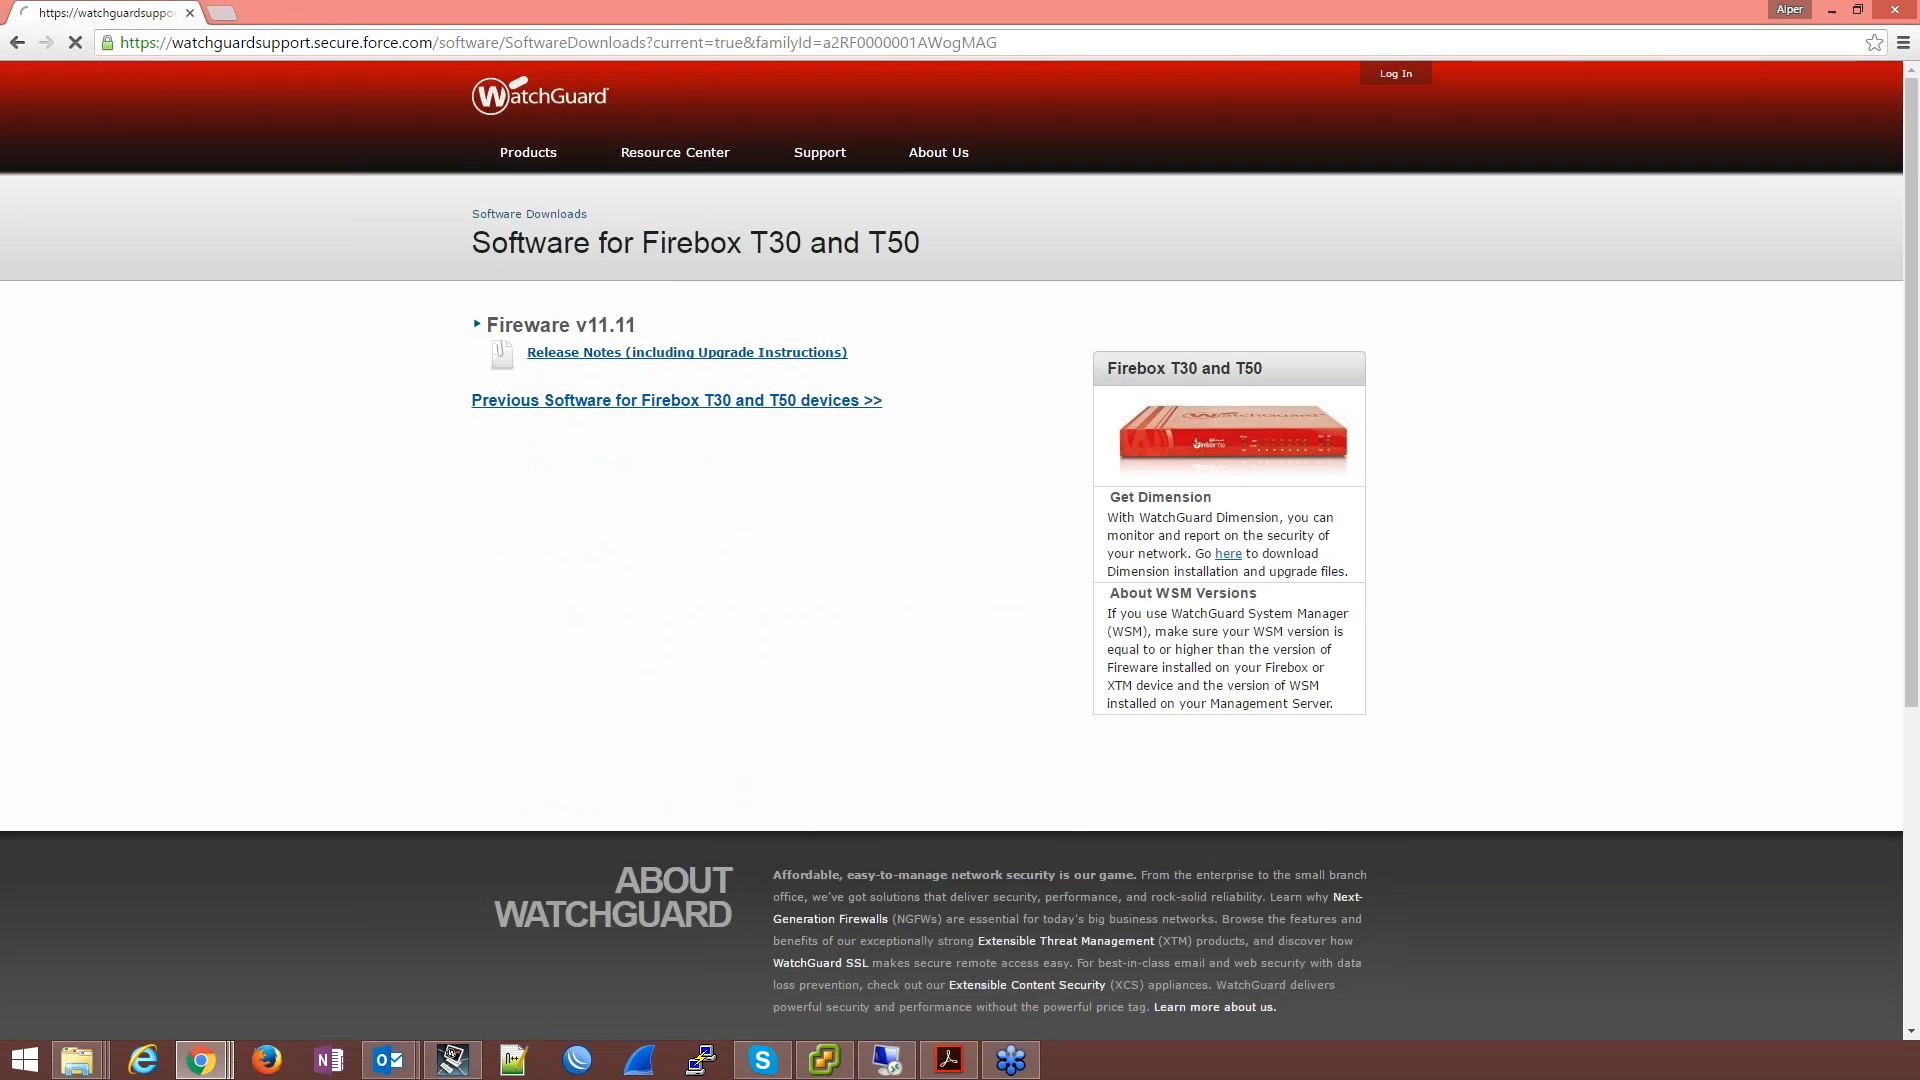 https://watchguardsuppo
Alper
https://watchguardsupport.secure.force.com/software/SoftwareDownloads?current=true&familyId=a2RF0000001AWogMAG
Log In
WatchGuard
Products
Resource Center
Support
About Us
Software Downloads
Software for Firebox T30 and T50
Fireware v11.11
Release Notes (including Upgrade Instructions)
Previous Software for Firebox T30 and T50 devices >>
Firebox T30 and T50
WatchGuard
Firebox T50
Get Dimension
With WatchGuard Dimension, you can
monitor and report on the security of
your network. Go here to download
Dimension installation and upgrade files.
About WSM Versions
If you use WatchGuard System Manager
(WSM), make sure your WSM version is
equal to or higher than the version of
Fireware installed on your Firebox or
XTM device and the version of WSM
installed on your Management Server.
ABOUT
WATCHGUARD
Affordable, easy-to-manage network security is our game. From the enterprise to the small branch
office, we've got solutions that deliver security, performance, and rock-solid reliability. Learn why Next-
Generation Firewalls (NGFWs) are essential for today's big business networks. Browse the features and
benefits of our exceptionally strong Extensible Threat Management (XTM) products, and discover how
WatchGuard SSL makes secure remote access easy. For best-in-class email and web security with data
loss prevention, check out our Extensible Content Security (XCS) appliances. WatchGuard delivers
powerful security and performance without the powerful price tag. Learn more about us.